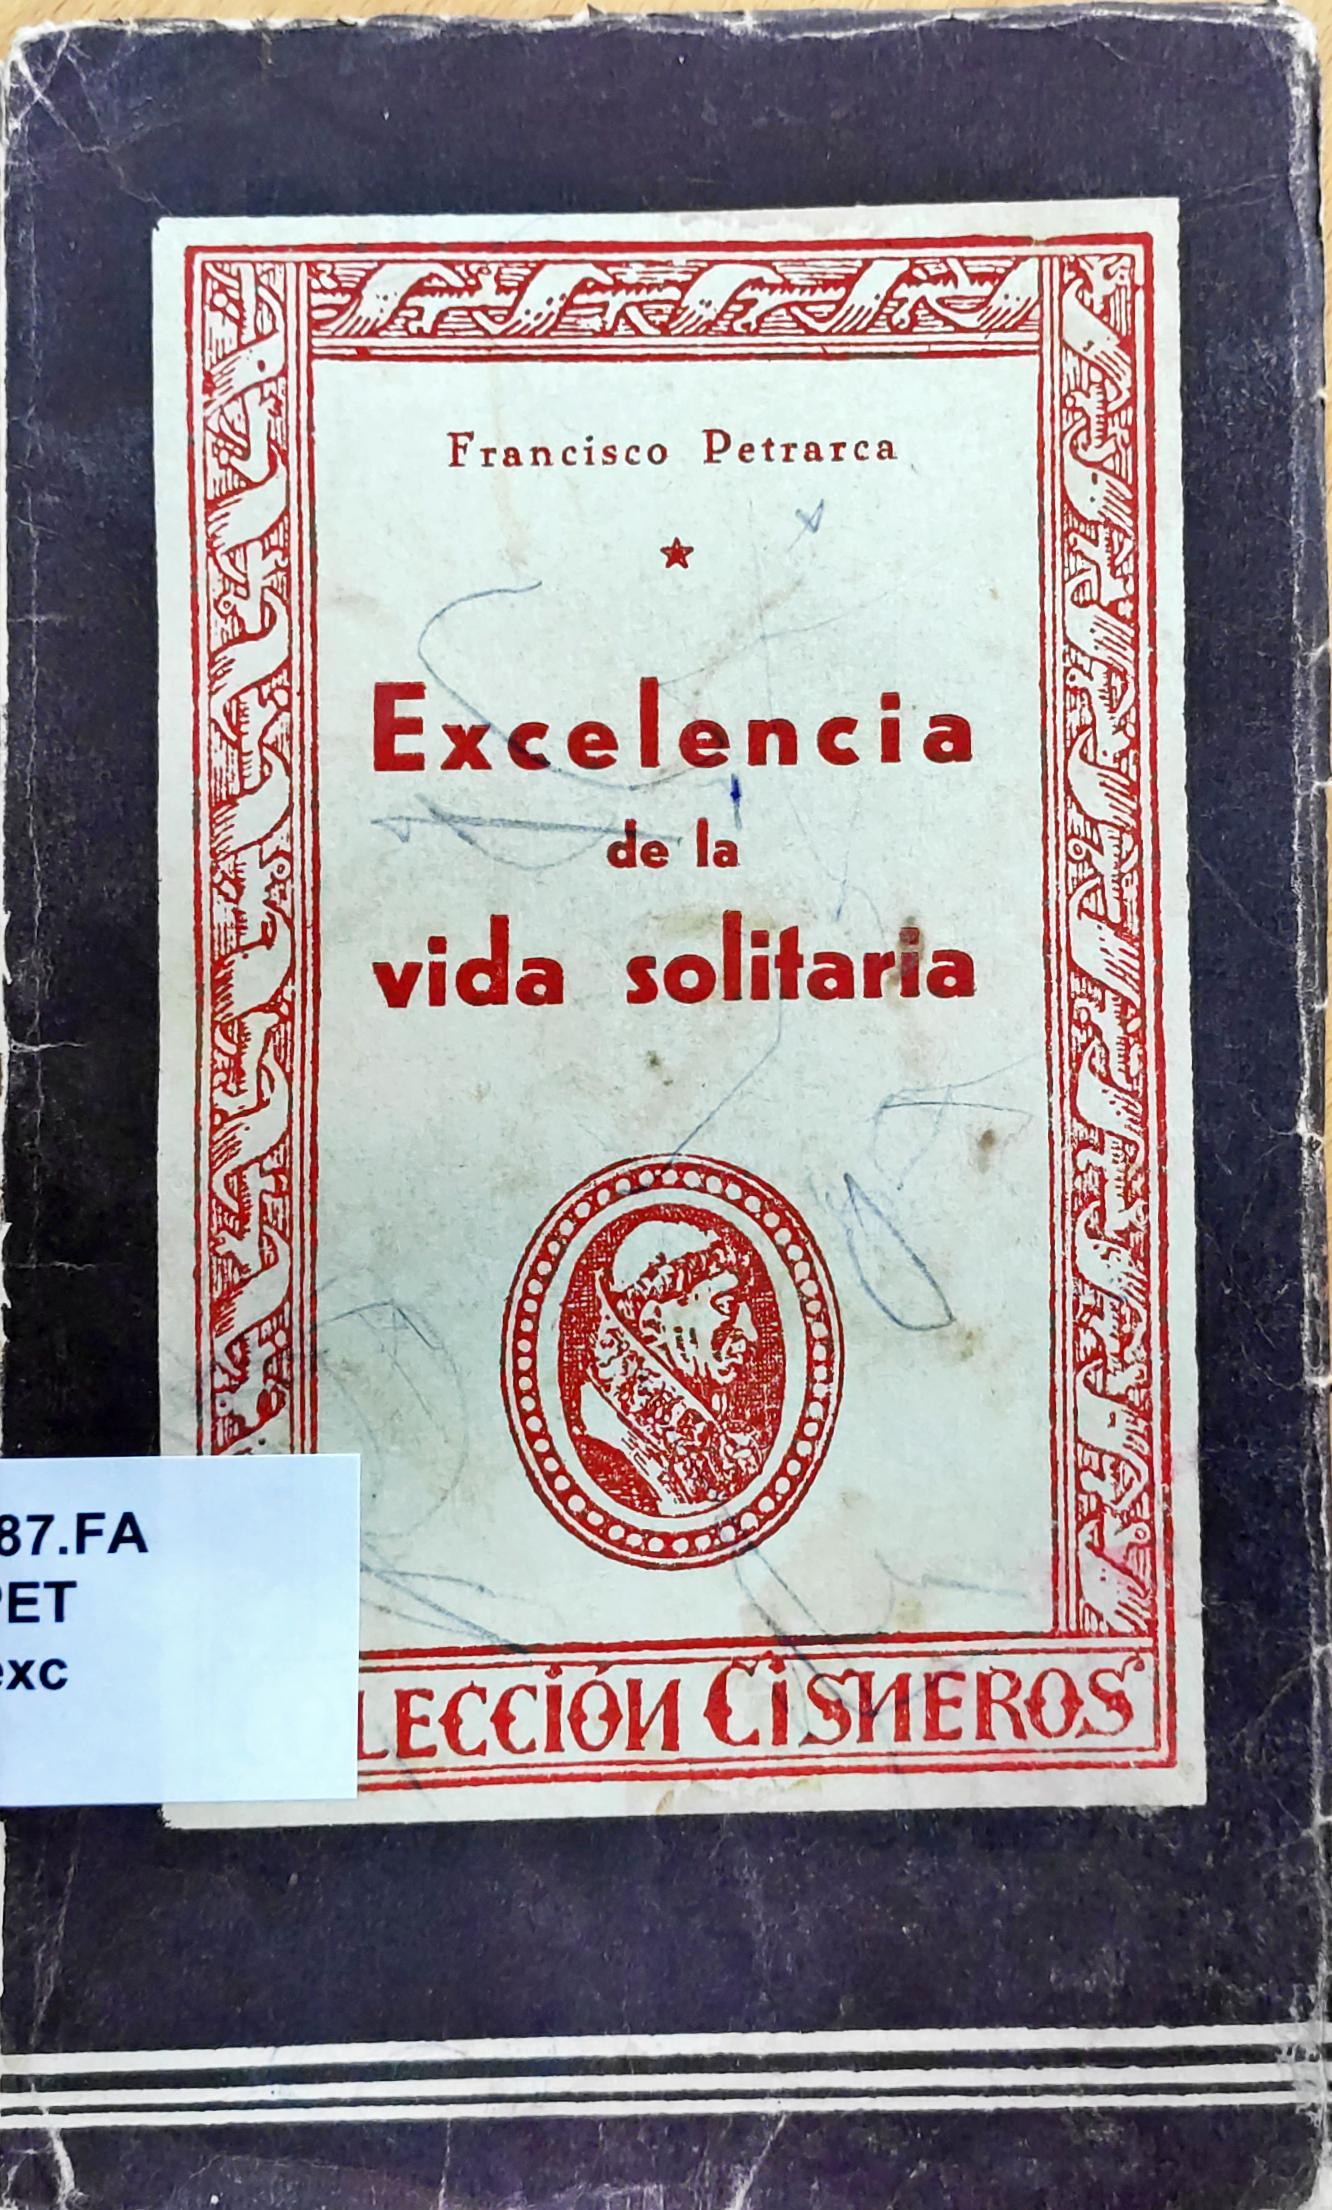 Francisco Petrarca
Excelencia
de la
vida solitaria
87.FA
PET
exc
LECCIÓN CISNEROS